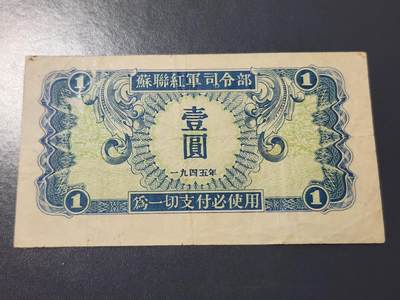 1 蘇聯紅軍司令部 1
壹
圓
一九四五年
1 爲一切支付必使用 1